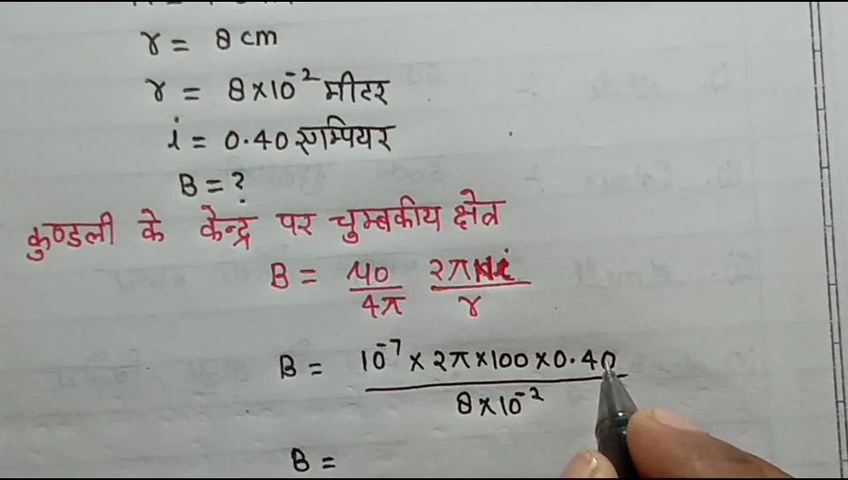 r = 8 cm
r = 8×10⁻² मीटर
i = 0.40 एम्पियर
B = ?
कुण्डली के केन्द्र पर चुम्बकीय क्षेत्र
B = μ0/4π 2πNi/r
B = 10⁻⁷ × 2π × 100 × 0.40 / 8 × 10⁻²
B =